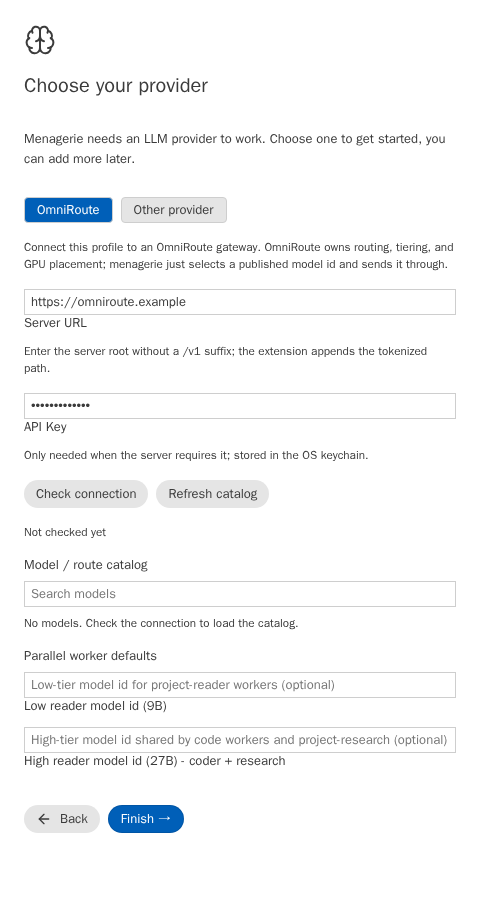 Choose your provider
Menagerie needs an LLM provider to work. Choose one to get started, you
can add more later.
OmniRoute
Other provider
Connect this profile to an OmniRoute gateway. OmniRoute owns routing, tiering, and
GPU placement; menagerie just selects a published model id and sends it through.
https://omniroute.example
Server URL
Enter the server root without a /v1 suffix; the extension appends the tokenized
path.
•••••••••••••
API Key
Only needed when the server requires it; stored in the OS keychain.
Check connection
Refresh catalog
Not checked yet
Model / route catalog
Search models
No models. Check the connection to load the catalog.
Parallel worker defaults
Low-tier model id for project-reader workers (optional)
Low reader model id (9B)
High-tier model id shared by code workers and project-research (optional)
High reader model id (27B) - coder + research
← Back
Finish →